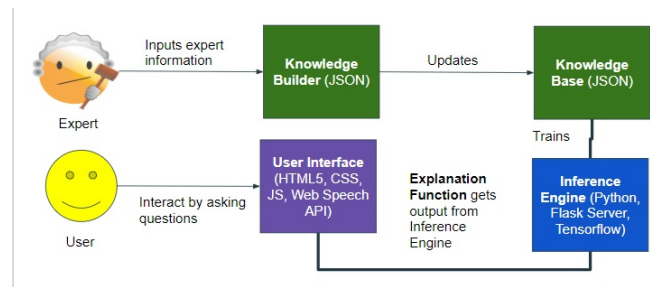 Inputs expert
information
Knowledge
Builder (JSON)
Updates
Knowledge
Base (JSON)
Expert
Trains
User Interface
(HTML5, CSS,
JS, Web Speech
API)
Interact by asking
questions
User
Explanation
Function gets
output from
Inference
Engine
Inference
Engine (Python,
Flask Server,
Tensorflow)